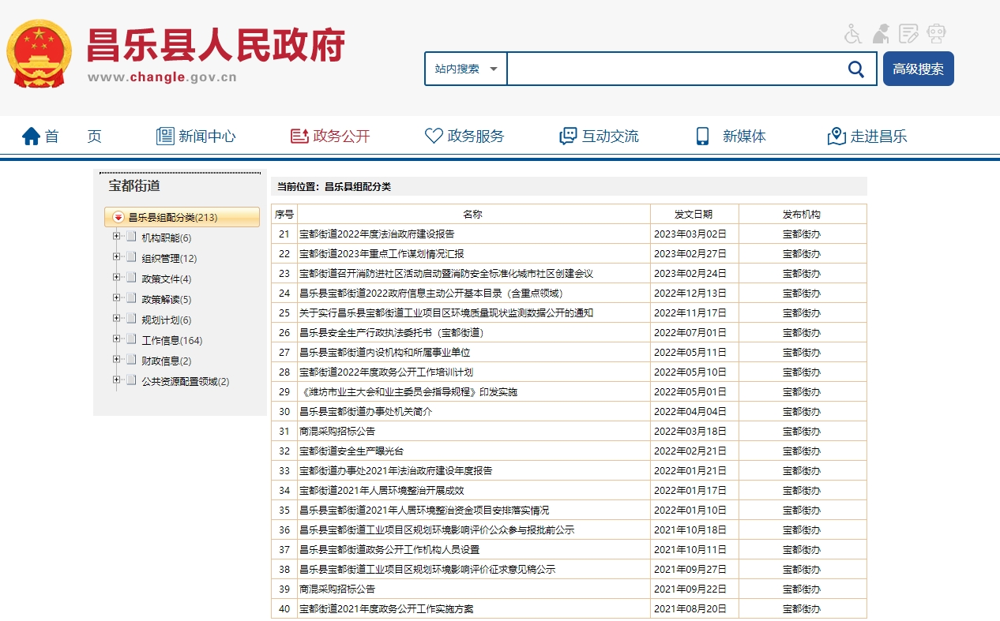 昌乐县人民政府
www.changle.gov.cn
站内搜索
高级搜索
首 页 新闻中心 政务公开 政务服务 互动交流 新媒体 走进昌乐
宝都街道
昌乐县组配分类(213)
机构职能(6)
组织管理(12)
政策文件(4)
政策解读(5)
规划计划(6)
工作信息(164)
财政信息(2)
公共资源配置领域(2)
当前位置：昌乐县组配分类
序号 名称 发文日期 发布机构
21 宝都街道2022年度法治政府建设报告 2023年03月02日 宝都街办
22 宝都街道2023年重点工作谋划情况汇报 2023年02月27日 宝都街办
23 宝都街道召开消防进社区活动启动暨消防安全标准化城市社区创建会议 2023年02月24日 宝都街办
24 昌乐县宝都街道2022政府信息主动公开基本目录（含重点领域） 2022年12月13日 宝都街办
25 关于实行昌乐县宝都街道工业项目区环境质量现状监测数据公开的通知 2022年11月17日 宝都街办
26 昌乐县安全生产行政执法委托书（宝都街道） 2022年07月01日 宝都街办
27 昌乐县宝都街道内设机构和所属事业单位 2022年05月11日 宝都街办
28 宝都街道2022年度政务公开工作培训计划 2022年05月10日 宝都街办
29 《潍坊市业主大会和业主委员会指导规程》印发实施 2022年05月01日 宝都街办
30 昌乐县宝都街道办事处机关简介 2022年04月04日 宝都街办
31 商混采购招标公告 2022年03月18日 宝都街办
32 宝都街道安全生产曝光台 2022年02月21日 宝都街办
33 宝都街道办事处2021年法治政府建设年度报告 2022年01月21日 宝都街办
34 宝都街道2021年人居环境整治开展成效 2022年01月17日 宝都街办
35 昌乐县宝都街道2021年人居环境整治资金项目安排落实情况 2022年01月10日 宝都街办
36 昌乐县宝都街道工业项目区规划环境影响评价公众参与报批前公示 2021年10月18日 宝都街办
37 昌乐县宝都街道政务公开工作机构人员设置 2021年10月11日 宝都街办
38 昌乐县宝都街道工业项目区规划环境影响评价征求意见稿公示 2021年09月27日 宝都街办
39 商混采购招标公告 2021年09月22日 宝都街办
40 宝都街道2021年度政务公开工作实施方案 2021年08月20日 宝都街办